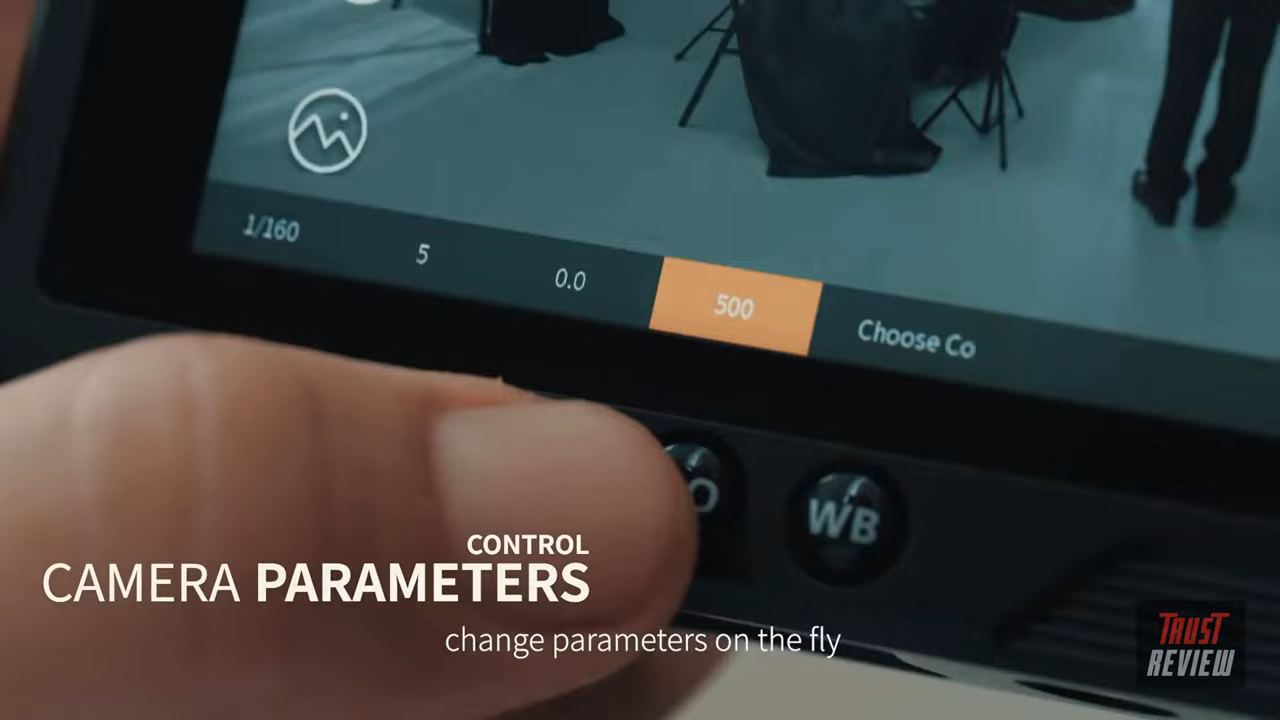 1/160
5
0.0
500
Choose Co
O
WB
CONTROL
CAMERA PARAMETERS
change parameters on the fly
TRUST
REVIEW